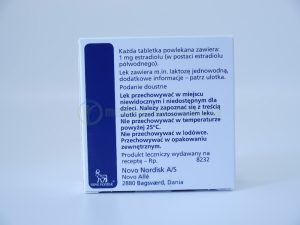 Każda tabletka powlekana zawiera:
1 mg estradiolu (w postaci estradiolu
półwodnego).
Lek zawiera m.in. laktozę jednowodną,
dodatkowe informacje – patrz ulotka.
Podanie doustne
Lek przechowywać w miejscu
niewidocznym i niedostępnym dla
dzieci. Należy zapoznać się z treścią
ulotki przed zastosowaniem leku.
Nie przechowywać w temperaturze
powyżej 25°C.
Nie przechowywać w lodówce.
Przechowywać w opakowaniu
zewnętrznym.
Produkt leczniczy wydawany na
receptę – Rp.
8232
Novo Nordisk A/S
Novo Allé
2880 Bagsværd, Dania
novo nordisk